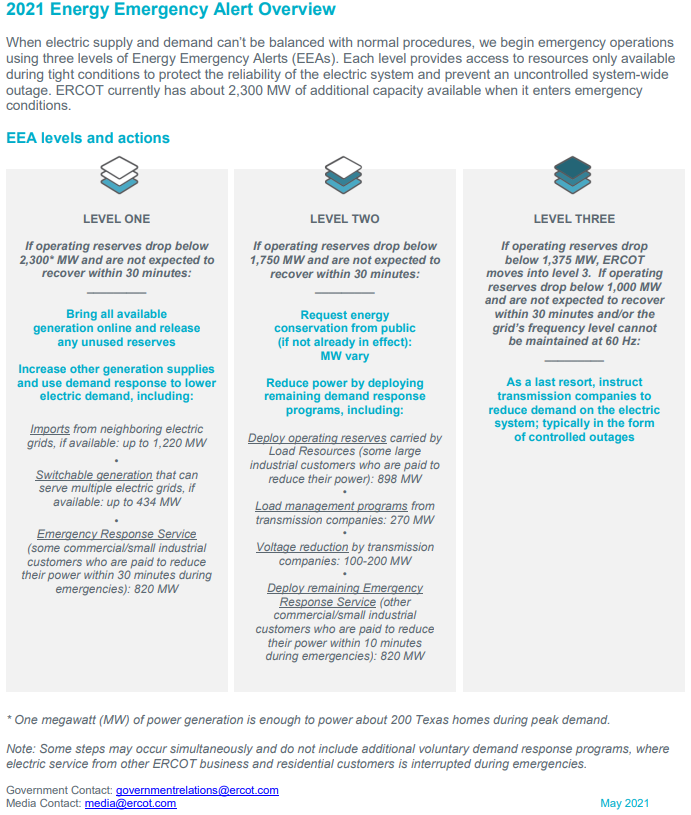 2021 Energy Emergency Alert Overview
When electric supply and demand can't be balanced with normal procedures, we begin emergency operations
using three levels of Energy Emergency Alerts (EEAs). Each level provides access to resources only available
during tight conditions to protect the reliability of the electric system and prevent an uncontrolled system-wide
outage. ERCOT currently has about 2,300 MW of additional capacity available when it enters emergency
conditions.
EEA levels and actions
LEVEL ONE
If operating reserves drop below
2,300* MW and are not expected to
recover within 30 minutes:
Bring all available
generation online and release
any unused reserves
Increase other generation supplies
and use demand response to lower
electric demand, including:
Imports from neighboring electric
grids, if available: up to 1,220 MW
•
Switchable generation that can
serve multiple electric grids, if
available: up to 434 MW
•
Emergency Response Service
(some commercial/small industrial
customers who are paid to reduce
their power within 30 minutes during
emergencies): 820 MW
LEVEL TWO
If operating reserves drop below
1,750 MW and are not expected to
recover within 30 minutes:
Request energy
conservation from public
(if not already in effect):
MW vary
Reduce power by deploying
remaining demand response
programs, including:
Deploy operating reserves carried by
Load Resources (some large
industrial customers who are paid to
reduce their power): 898 MW
•
Load management programs from
transmission companies: 270 MW
•
Voltage reduction by transmission
companies: 100-200 MW
•
Deploy remaining Emergency
Response Service (other
commercial/small industrial
customers who are paid to reduce
their power within 10 minutes
during emergencies): 820 MW
LEVEL THREE
If operating reserves drop
below 1,375 MW, ERCOT
moves into level 3. If operating
reserves drop below 1,000 MW
and are not expected to recover
within 30 minutes and/or the
grid's frequency level cannot
be maintained at 60 Hz:
As a last resort, instruct
transmission companies to
reduce demand on the electric
system; typically in the form
of controlled outages
* One megawatt (MW) of power generation is enough to power about 200 Texas homes during peak demand.
Note: Some steps may occur simultaneously and do not include additional voluntary demand response programs, where
electric service from other ERCOT business and residential customers is interrupted during emergencies.
Government Contact: governmentrelations@ercot.com
Media Contact: media@ercot.com
May 2021